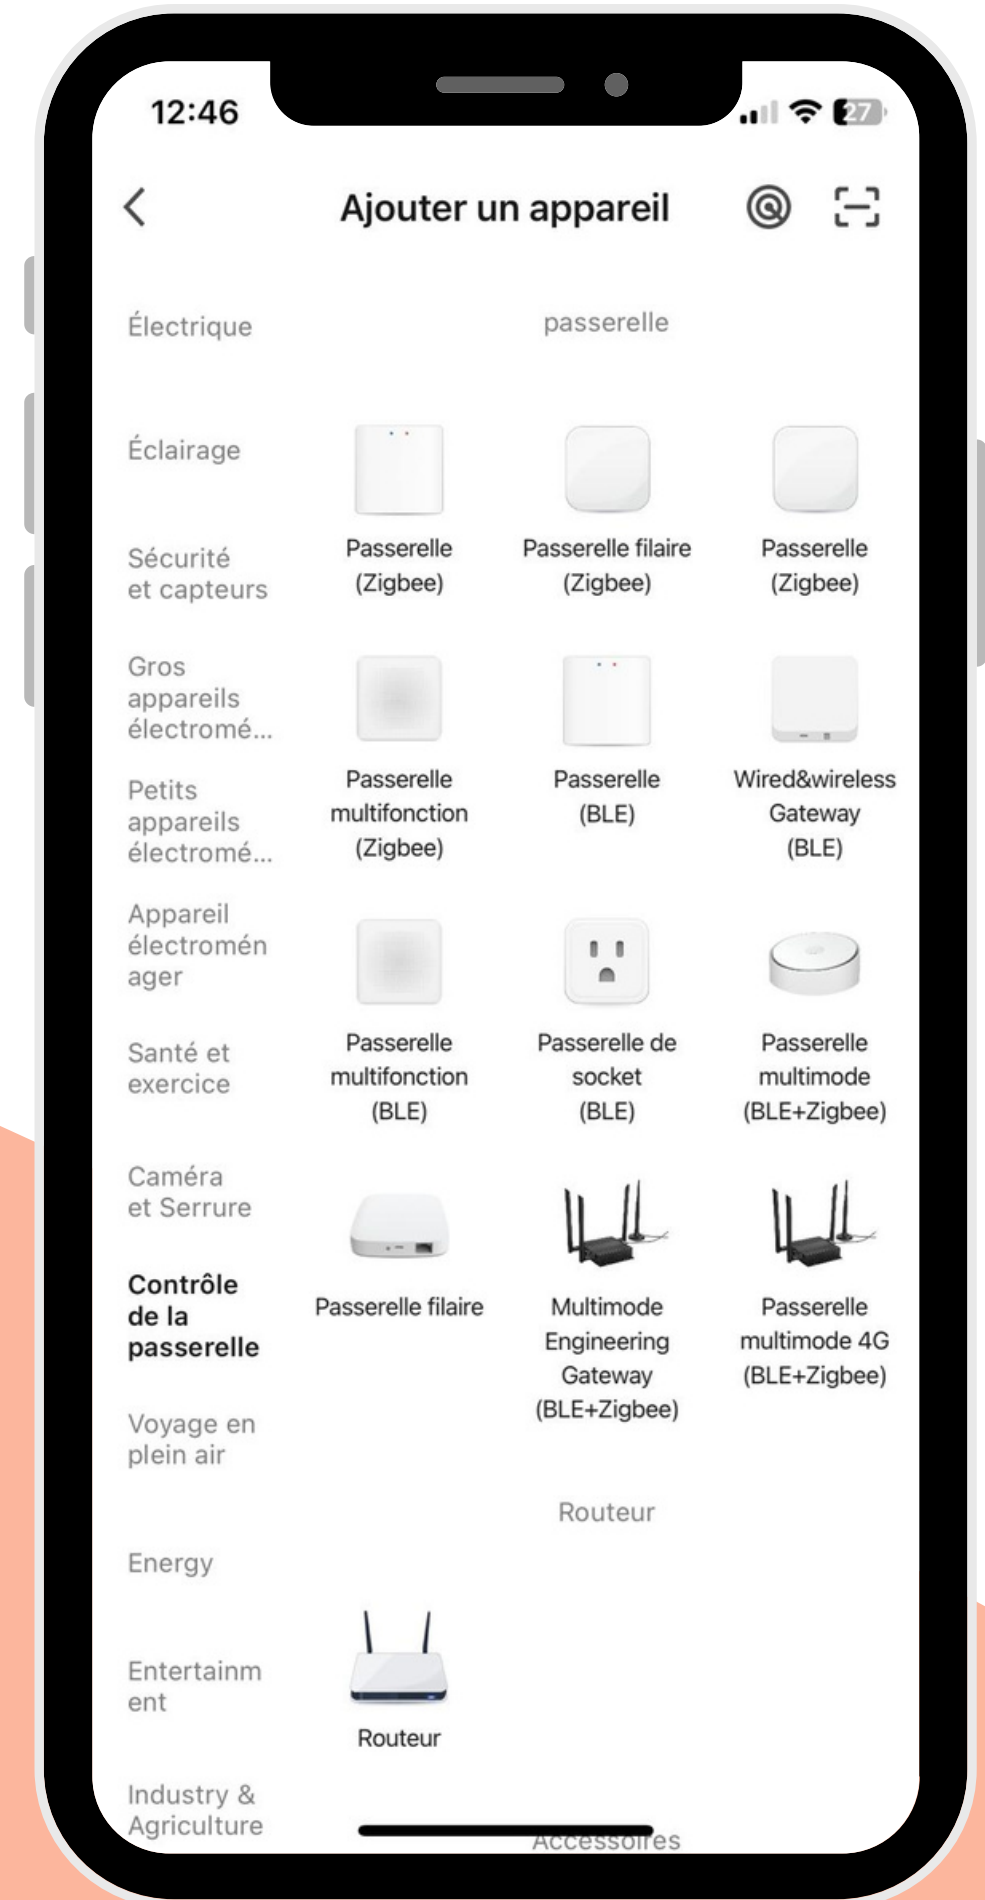 12:46
27
Ajouter un appareil
Électrique
Éclairage
Sécurité
et capteurs
Gros
appareils
électromé...
Petits
appareils
électromé...
Appareil
électromén
ager
Santé et
exercice
Caméra
et Serrure
Contrôle
de la
passerelle
Voyage en
plein air
Energy
Entertainm
ent
Industry &
Agriculture
passerelle
Passerelle
(Zigbee)
Passerelle filaire
(Zigbee)
Passerelle
(Zigbee)
Passerelle
multifonction
(Zigbee)
Passerelle
(BLE)
Wired&wireless
Gateway
(BLE)
Passerelle
multifonction
(BLE)
Passerelle de
socket
(BLE)
Passerelle
multimode
(BLE+Zigbee)
Passerelle filaire
Multimode
Engineering
Gateway
(BLE+Zigbee)
Passerelle
multimode 4G
(BLE+Zigbee)
Routeur
Routeur
Accessoires